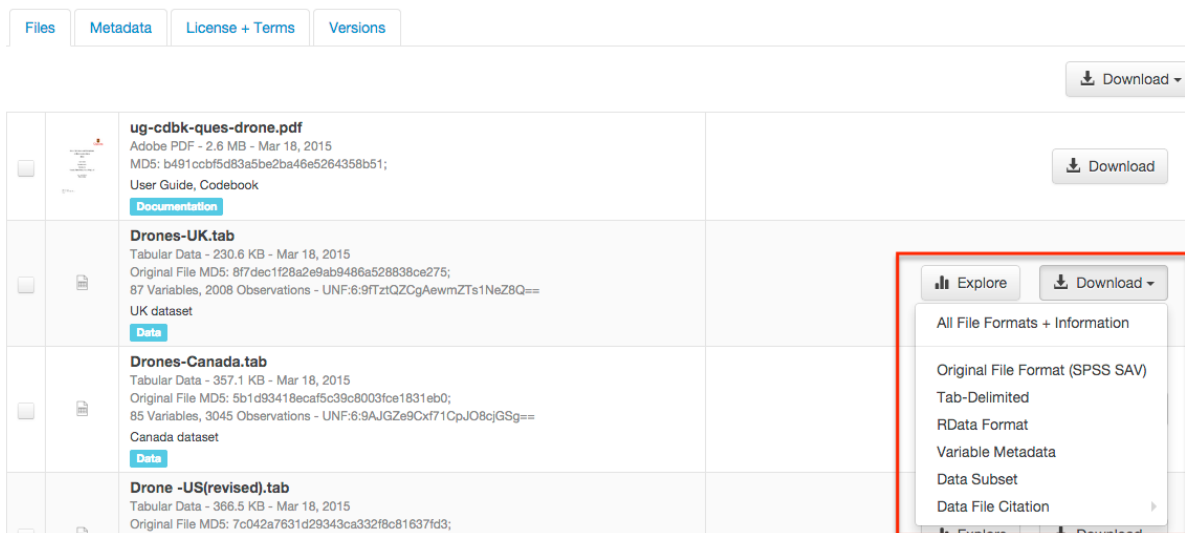 Files
Metadata
License + Terms
Versions
Download
ug-cdbk-ques-drone.pdf
Adobe PDF - 2.6 MB - Mar 18, 2015
MD5: b491ccbf5d83a5be2ba46e5264358b51;
User Guide, Codebook
Documentation
Download
Drones-UK.tab
Tabular Data - 230.6 KB - Mar 18, 2015
Original File MD5: 8f7dec1f28a2e9ab9486a528838ce275;
87 Variables, 2008 Observations - UNF:6:9fTztQZCgAewmZTs1NeZ8Q==
UK dataset
Data
Explore
Download
All File Formats + Information
Original File Format (SPSS SAV)
Tab-Delimited
RData Format
Variable Metadata
Data Subset
Data File Citation
Drones-Canada.tab
Tabular Data - 357.1 KB - Mar 18, 2015
Original File MD5: 5b1d93418ecaf5c39c8003fce1831eb0;
85 Variables, 3045 Observations - UNF:6:9AJGZe9Cxf71CpJO8cjGSg==
Canada dataset
Data
Drone -US(revised).tab
Tabular Data - 366.5 KB - Mar 18, 2015
Original File MD5: 7c042a7631d29343ca332f8c81637fd3;
Explore
Download